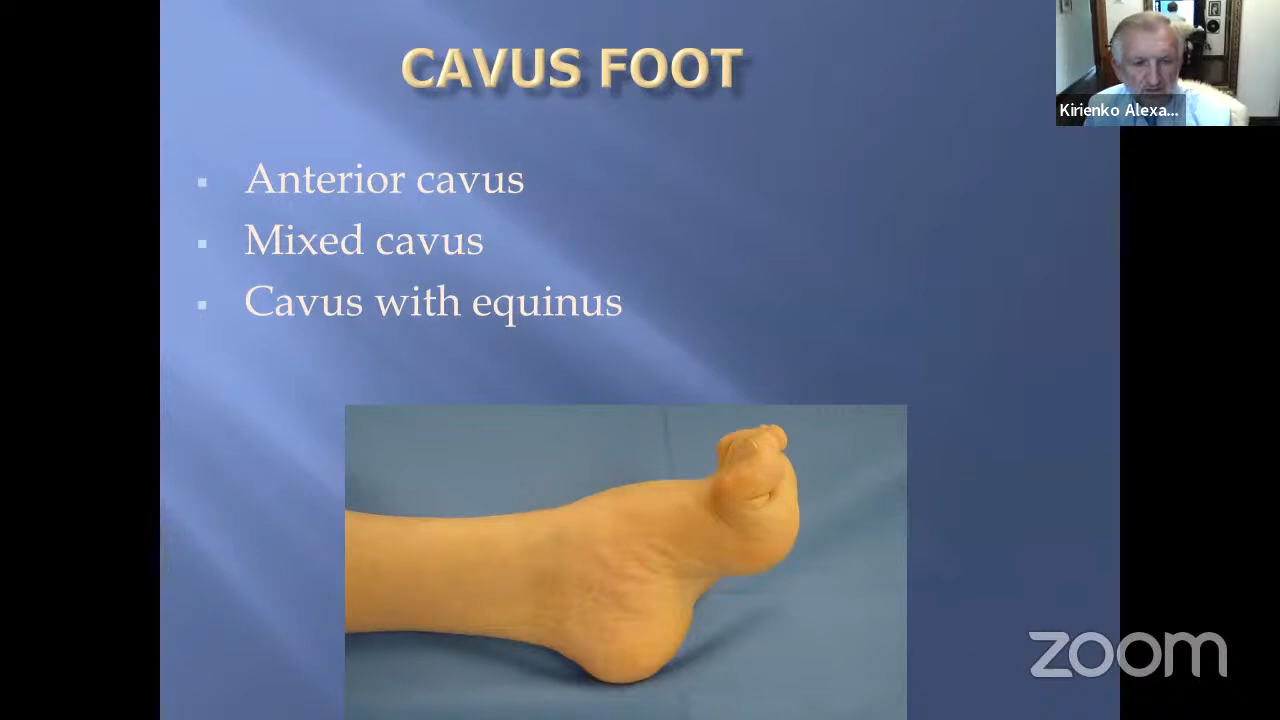 CAVUS FOOT
Kirienko Alexa...
Anterior cavus
Mixed cavus
Cavus with equinus
zoom